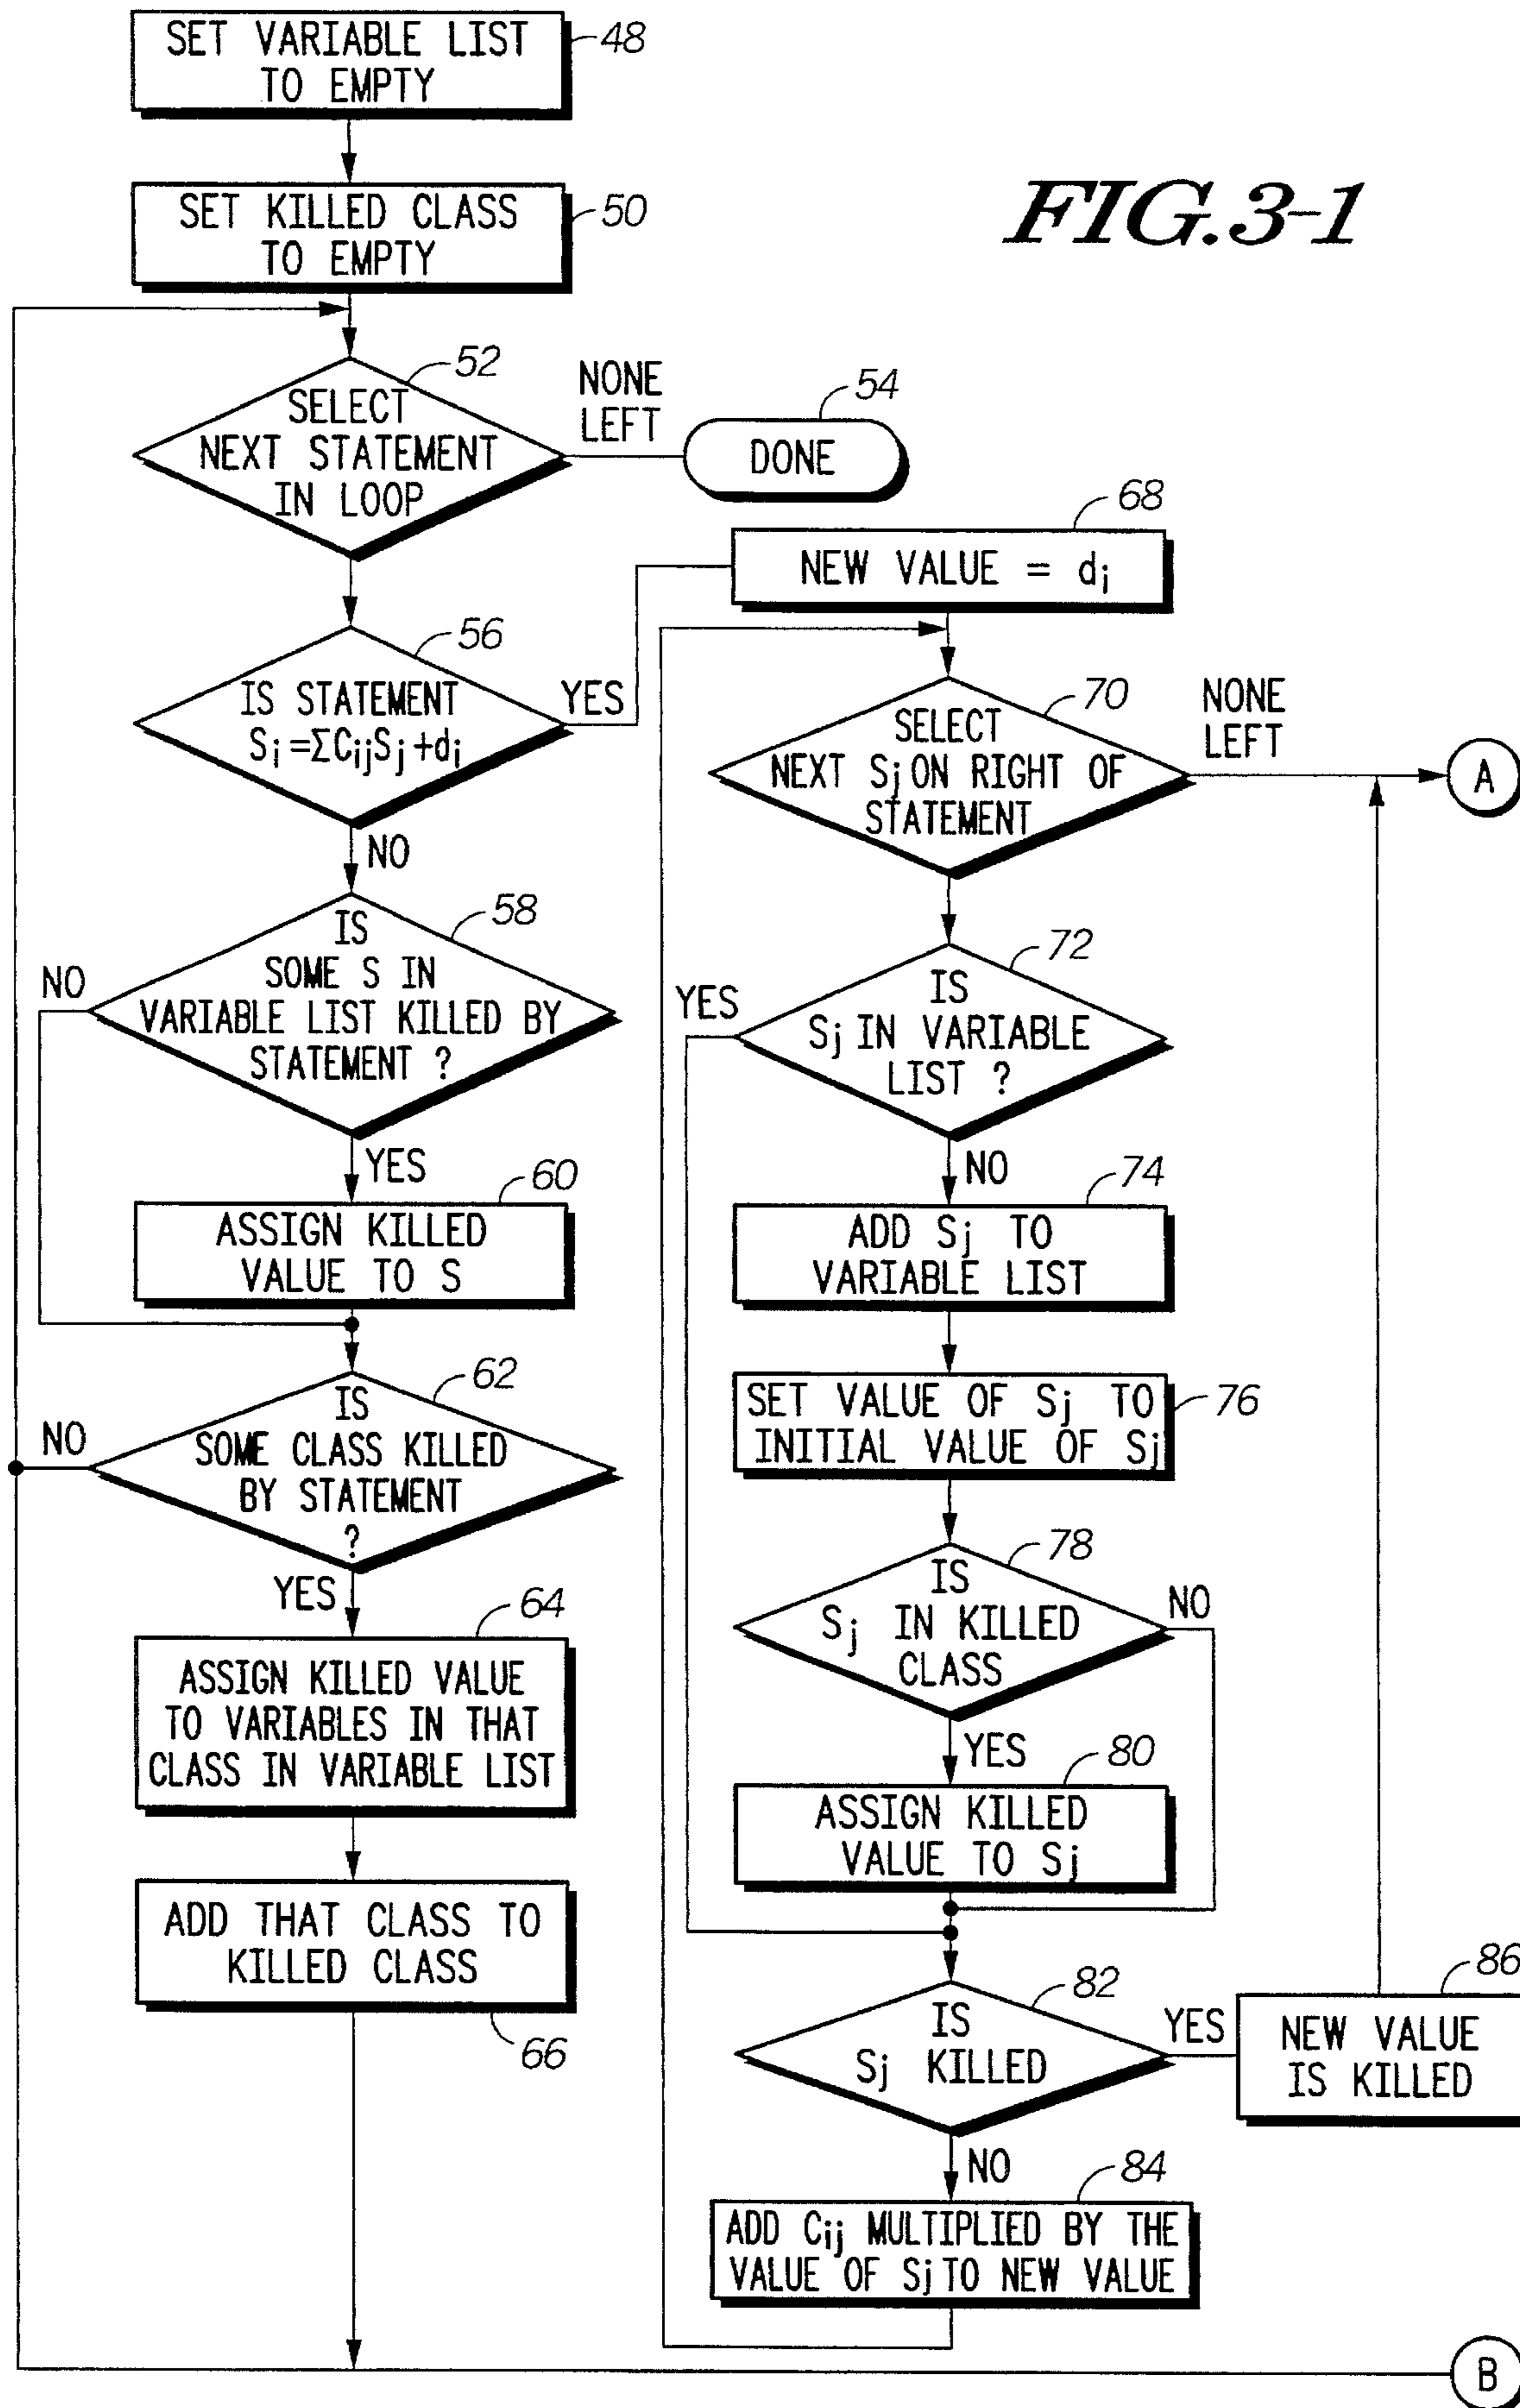 SET VARIABLE LIST
TO EMPTY
48
SET KILLED CLASS
TO EMPTY
50
FIG.3-1
52
SELECT
NEXT STATEMENT
IN LOOP
NONE
LEFT
54
DONE
56
IS STATEMENT
Si=ΣCijSj+di
YES
NO
58
IS
SOME S IN
VARIABLE LIST KILLED BY
STATEMENT ?
NO
YES
60
ASSIGN KILLED
VALUE TO S
62
IS
SOME CLASS KILLED
BY STATEMENT
?
NO
YES
64
ASSIGN KILLED VALUE
TO VARIABLES IN THAT
CLASS IN VARIABLE LIST
ADD THAT CLASS TO
KILLED CLASS
66
68
NEW VALUE = di
70
SELECT
NEXT Sj ON RIGHT OF
STATEMENT
NONE
LEFT
A
72
IS
Sj IN VARIABLE
LIST ?
YES
NO
74
ADD Sj TO
VARIABLE LIST
SET VALUE OF Sj TO
INITIAL VALUE OF Sj
76
78
IS
Sj IN KILLED
CLASS
NO
YES
80
ASSIGN KILLED
VALUE TO Sj
82
IS
Sj KILLED
YES
86
NEW VALUE
IS KILLED
NO
84
ADD Cij MULTIPLIED BY THE
VALUE OF Sj TO NEW VALUE
B